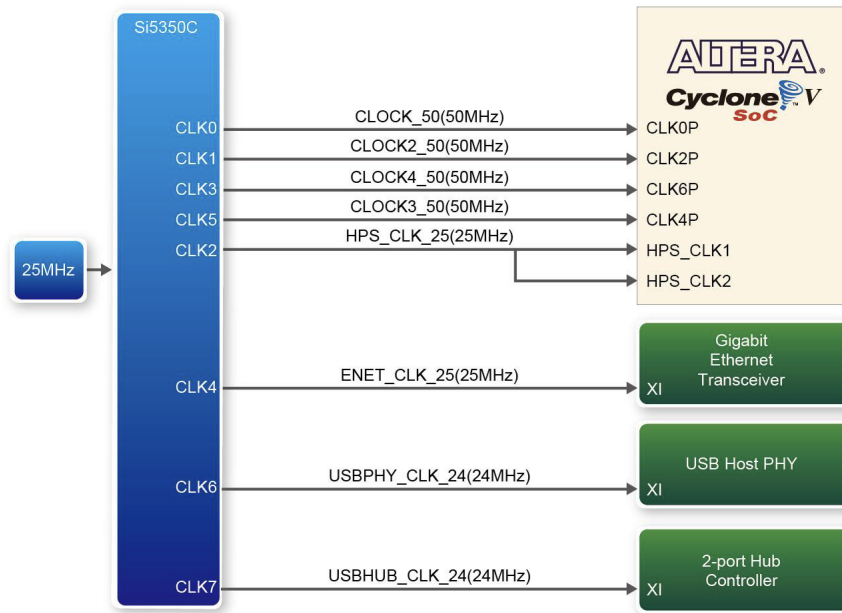 Si5350C
ALTERA®
Cyclone™ V
SoC
CLK0
CLOCK_50(50MHz)
CLK0P
CLK1
CLOCK2_50(50MHz)
CLK2P
CLK3
CLOCK4_50(50MHz)
CLK6P
CLK5
CLOCK3_50(50MHz)
CLK4P
CLK2
HPS_CLK_25(25MHz)
HPS_CLK1
HPS_CLK2
25MHz
Gigabit
Ethernet
Transceiver
CLK4
ENET_CLK_25(25MHz)
XI
USB Host PHY
CLK6
USBPHY_CLK_24(24MHz)
XI
2-port Hub
Controller
CLK7
USBHUB_CLK_24(24MHz)
XI